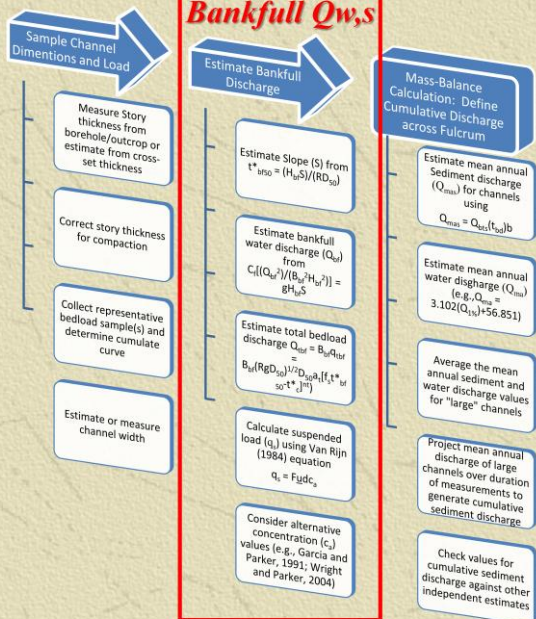 Bankfull Qw,s
Sample Channel
Dimentions and Load
Measure Story
thickness from
borehole/outcrop or
estimate from cross-
set thickness
Correct story thickness
for compaction
Collect representative
bedload sample(s) and
determine cumulate
curve
Estimate or measure
channel width
Estimate Bankfull
Discharge
Estimate Slope (S) from
t*bf50 = (HbfS)/(RD50)
Estimate bankfull
water discharge (Qbf)
from
Cf[(Qbf²)/(Bbf²Hbf²)] =
gHbfS
Estimate total bedload
discharge Qtbf = Bbfqtbf
=
Bbf(RgD50)^1/2D50at[fst*bf
50-t*c]^nt)
Calculate suspended
load (qs) using Van Rijn
(1984) equation
qs = Fudca
Consider alternative
concentration (ca)
values (e.g., Garcia and
Parker, 1991; Wright
and Parker, 2004)
Mass-Balance
Calculation: Define
Cumulative Discharge
across Fulcrum
Estimate mean annual
Sediment discharge
(Qmas) for channels
using
Qmas = Qbts(tbd)b
Estimate mean annual
water disgharge (Qma)
(e.g.,Qma =
3.102(Q1%)+56.851)
Average the mean
annual sediment and
water discharge values
for "large" channels
Project mean annual
discharge of large
channels over duration
of measurements to
generate cumulative
sediment discharge
Check values for
cumulative sediment
discharge against other
independent estimates